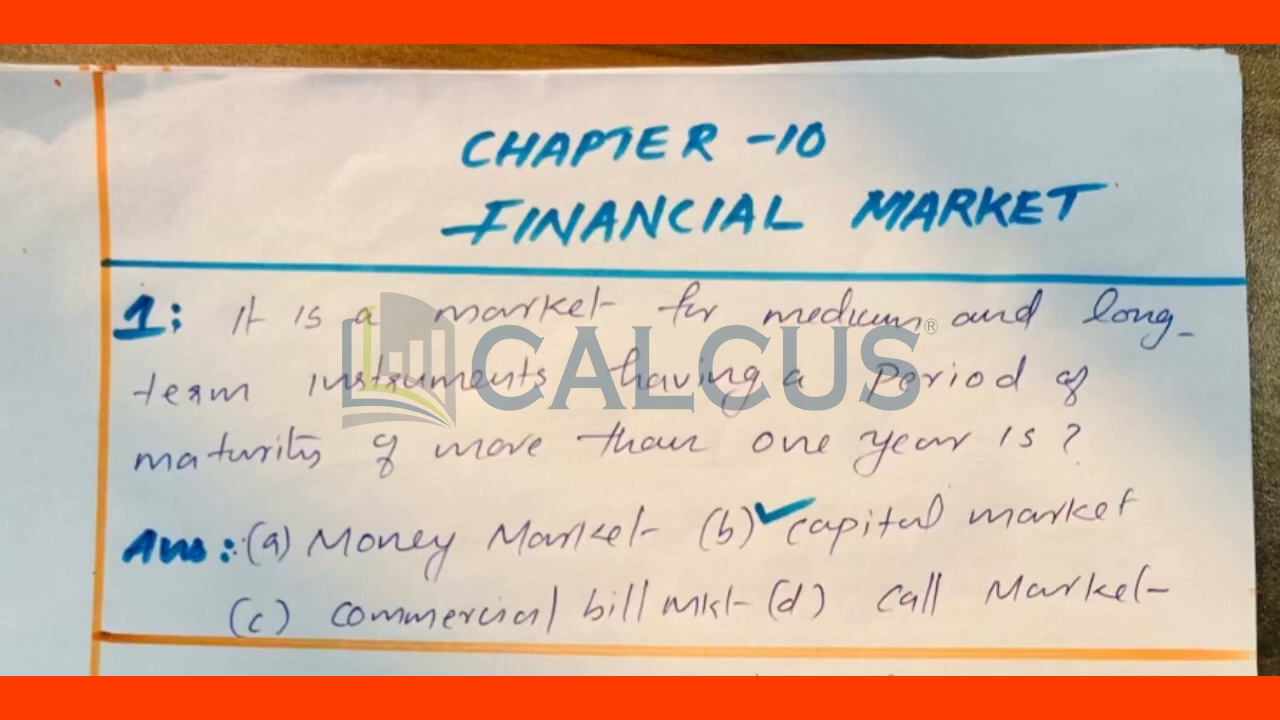 CHAPTER -10
FINANCIAL MARKET
1: It is a market for medium and long-
term instruments having a period of
maturity of more than one year is ?
CALCUS®
Ans: (a) Money Market (b) ✓ capital market
(c) commercial bill mkt (d) call Market